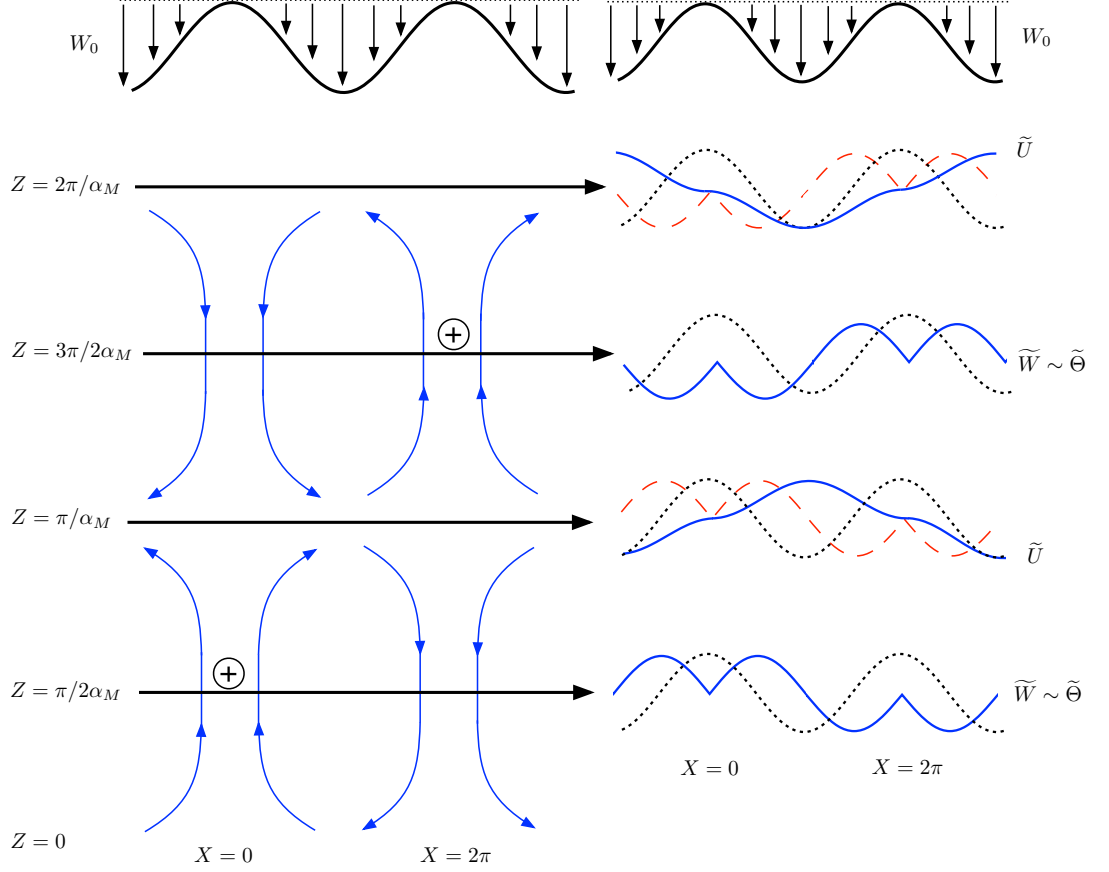 W₀ W₀
Z = 2π/α_M Ũ
Z = 3π/2α_M W̃ ∼ Θ̃
Z = π/α_M Ũ
Z = π/2α_M W̃ ∼ Θ̃
X = 0 X = 2π
Z = 0
X = 0 X = 2π